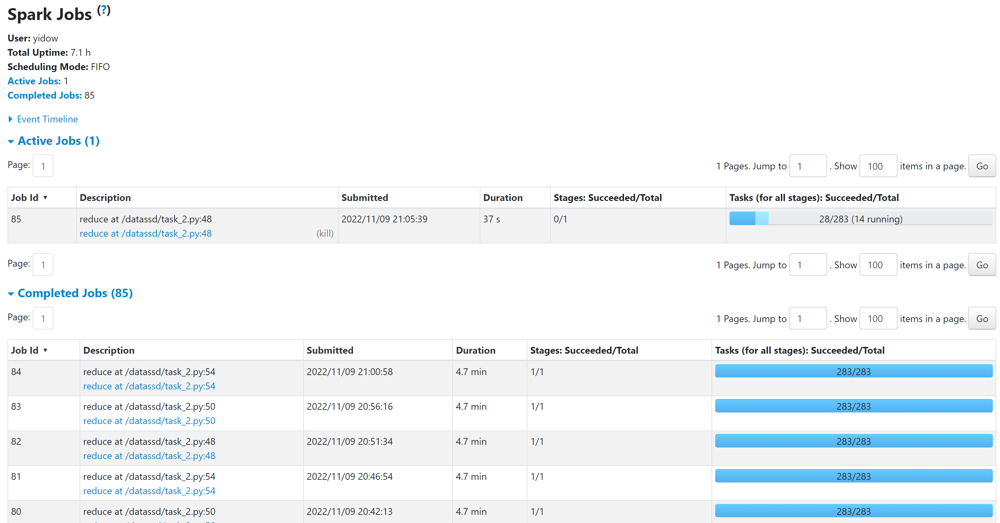 Spark Jobs (?)
User: yidow
Total Uptime: 7.1 h
Scheduling Mode: FIFO
Active Jobs: 1
Completed Jobs: 85
Event Timeline
Active Jobs (1)
Page: 1 1 Pages. Jump to 1 . Show 100 items in a page. Go
Job Id ▾ Description Submitted Duration Stages: Succeeded/Total Tasks (for all stages): Succeeded/Total
85 reduce at /datassd/task_2.py:48 2022/11/09 21:05:39 37 s 0/1 28/283 (14 running)
reduce at /datassd/task_2.py:48 (kill)
Page: 1 1 Pages. Jump to 1 . Show 100 items in a page. Go
Completed Jobs (85)
Page: 1 1 Pages. Jump to 1 . Show 100 items in a page. Go
Job Id ▾ Description Submitted Duration Stages: Succeeded/Total Tasks (for all stages): Succeeded/Total
84 reduce at /datassd/task_2.py:54 2022/11/09 21:00:58 4.7 min 1/1 283/283
reduce at /datassd/task_2.py:54
83 reduce at /datassd/task_2.py:50 2022/11/09 20:56:16 4.7 min 1/1 283/283
reduce at /datassd/task_2.py:50
82 reduce at /datassd/task_2.py:48 2022/11/09 20:51:34 4.7 min 1/1 283/283
reduce at /datassd/task_2.py:48
81 reduce at /datassd/task_2.py:54 2022/11/09 20:46:54 4.7 min 1/1 283/283
reduce at /datassd/task_2.py:54
80 reduce at /datassd/task_2.py:50 2022/11/09 20:42:13 4.7 min 1/1 283/283